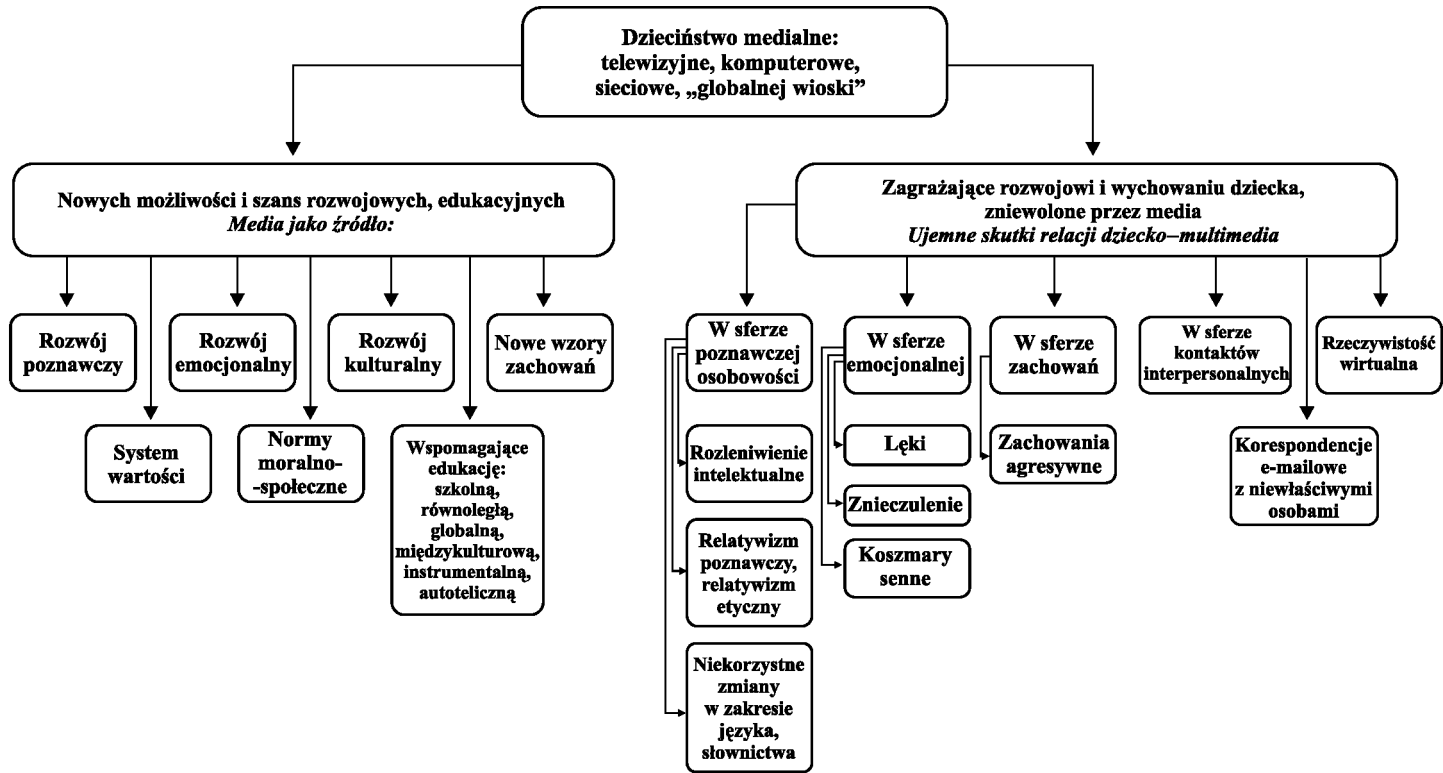 Dzieciństwo medialne:
telewizyjne, komputerowe,
sieciowe, „globalnej wioski”
Nowych możliwości i szans rozwojowych, edukacyjnych
Media jako źródło:
Zagrażające rozwojowi i wychowaniu dziecka,
zniewolone przez media
Ujemne skutki relacji dziecko–multimedia
Rozwój
poznawczy
Rozwój
emocjonalny
Rozwój
kulturalny
Nowe wzory
zachowań
System
wartości
Normy
moralno-
-społeczne
Wspomagające
edukację:
szkolną,
równoległą,
globalną,
międzykulturową,
instrumentalną,
autoteliczną
W sferze
poznawczej
osobowości
W sferze
emocjonalnej
W sferze
zachowań
W sferze
kontaktów
interpersonalnych
Rzeczywistość
wirtualna
Rozleniwienie
intelektualne
Relatywizm
poznawczy,
relatywizm
etyczny
Niekorzystne
zmiany
w zakresie
języka,
słownictwa
Lęki
Znieczulenie
Koszmary
senne
Zachowania
agresywne
Korespondencje
e-mailowe
z niewłaściwymi
osobami